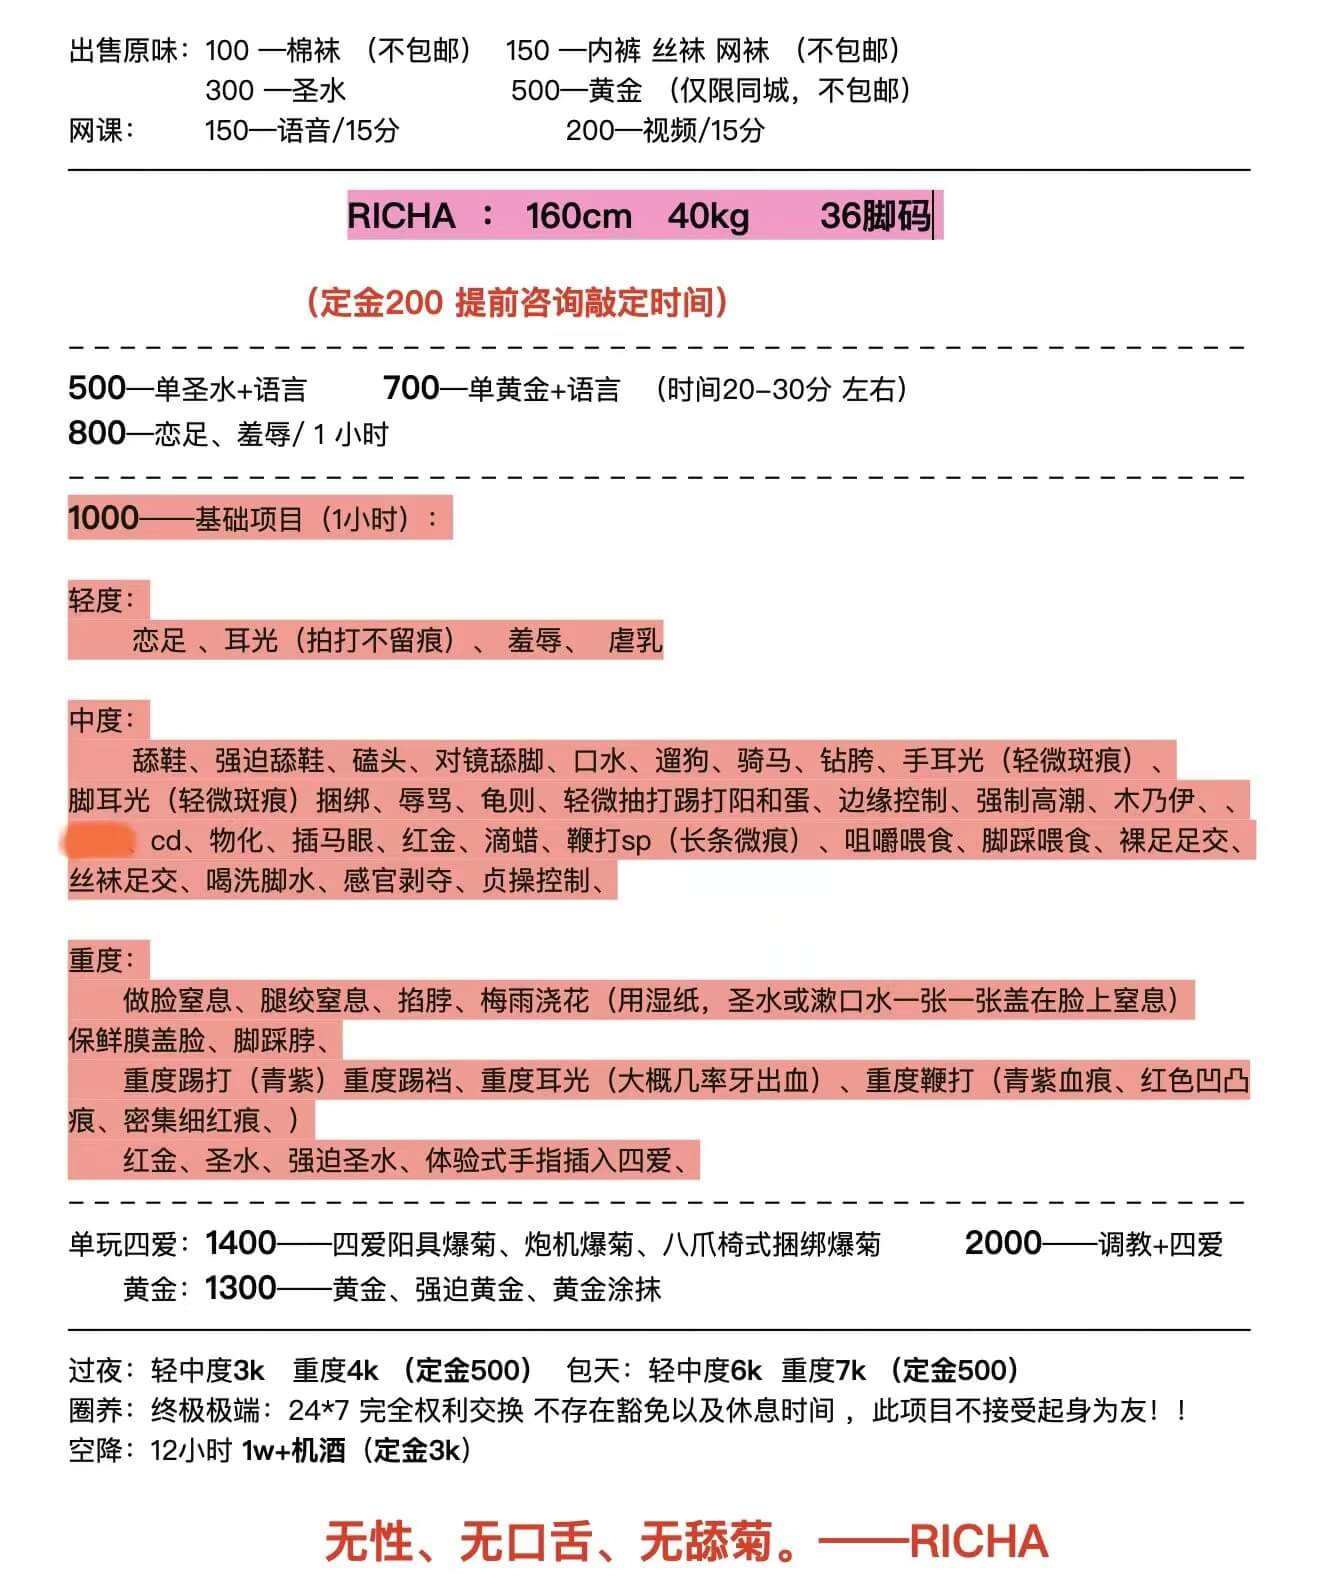 出售原味：100 —棉袜 （不包邮） 150 —内裤 丝袜 网袜 （不包邮）
300 —圣水 500—黄金 （仅限同城，不包邮）
网课： 150—语音/15分 200—视频/15分
RICHA ： 160cm 40kg 36脚码
（定金200 提前咨询敲定时间）
500—单圣水+语言 700—单黄金+语言 （时间20-30分 左右）
800—恋足、羞辱/ 1 小时
1000——基础项目（1小时）：
轻度：
恋足 、耳光（拍打不留痕）、 羞辱、 虐乳
中度：
舔鞋、强迫舔鞋、磕头、对镜舔脚、口水、遛狗、骑马、钻胯、手耳光（轻微斑痕）、
脚耳光（轻微斑痕）捆绑、辱骂、龟则、轻微抽打踢打阳和蛋、边缘控制、强制高潮、木乃伊、、
、cd、物化、插马眼、红金、滴蜡、鞭打sp（长条微痕）、咀嚼喂食、脚踩喂食、裸足足交、
丝袜足交、喝洗脚水、感官剥夺、贞操控制、
重度：
做脸窒息、腿绞窒息、掐脖、梅雨浇花（用湿纸，圣水或漱口水一张一张盖在脸上窒息）
保鲜膜盖脸、脚踩脖、
重度踢打（青紫）重度踢裆、重度耳光（大概几率牙出血）、重度鞭打（青紫血痕、红色凹凸
痕、密集细红痕、）
红金、圣水、强迫圣水、体验式手指插入四爱、
单玩四爱：1400——四爱阳具爆菊、炮机爆菊、八爪椅式捆绑爆菊 2000——调教+四爱
黄金：1300——黄金、强迫黄金、黄金涂抹
过夜：轻中度3k 重度4k （定金500） 包天：轻中度6k 重度7k （定金500）
圈养：终极极端：24*7 完全权利交换 不存在豁免以及休息时间 ，此项目不接受起身为友！！
空降：12小时 1w+机酒（定金3k）
无性、无口舌、无舔菊。——RICHA